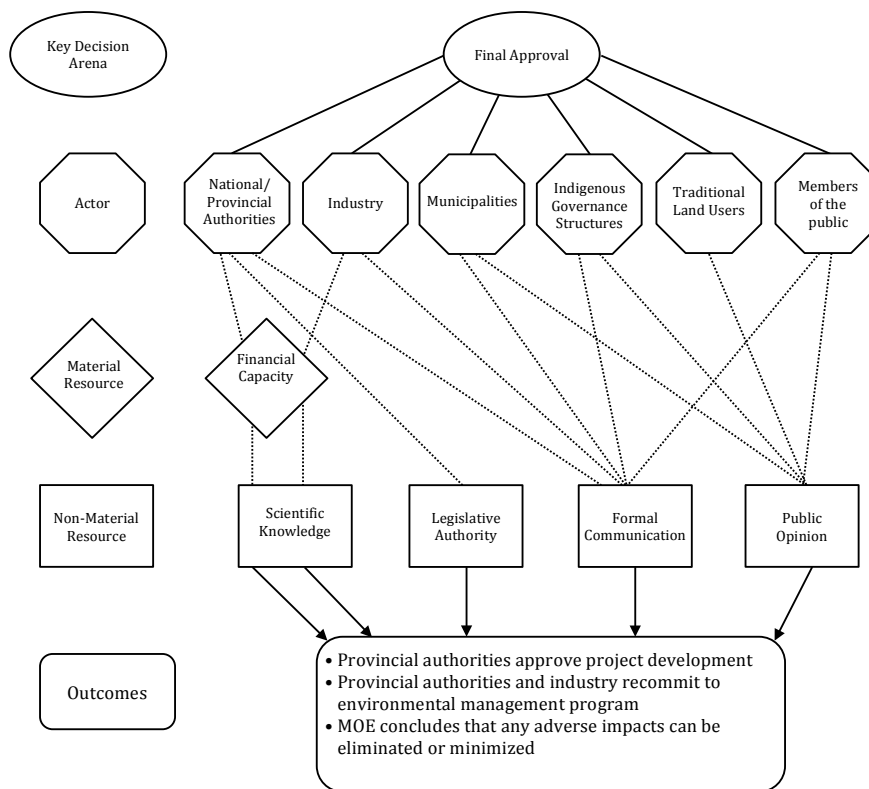 Key Decision
Arena
Final Approval
Actor
National/
Provincial
Authorities
Industry
Municipalities
Indigenous
Governance
Structures
Traditional
Land Users
Members
of the
public
Material
Resource
Financial
Capacity
Non-Material
Resource
Scientific
Knowledge
Legislative
Authority
Formal
Communication
Public
Opinion
Outcomes
• Provincial authorities approve project development
• Provincial authorities and industry recommit to
environmental management program
• MOE concludes that any adverse impacts can be
eliminated or minimized